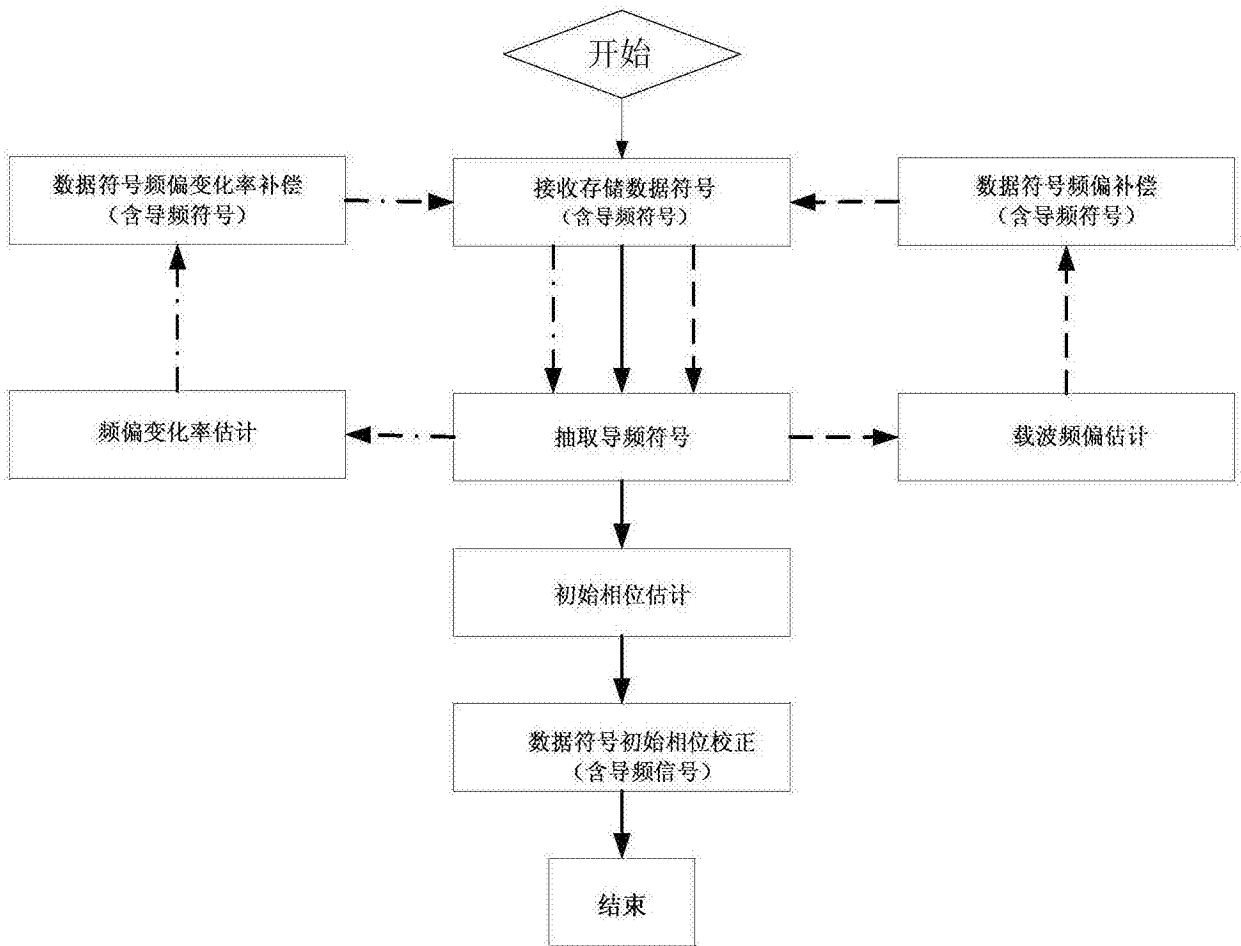 开始
数据符号频偏变化率补偿
（含导频符号）
接收存储数据符号
（含导频符号）
数据符号频偏补偿
（含导频符号）
频偏变化率估计
抽取导频符号
载波频偏估计
初始相位估计
数据符号初始相位校正
（含导频信号）
结束